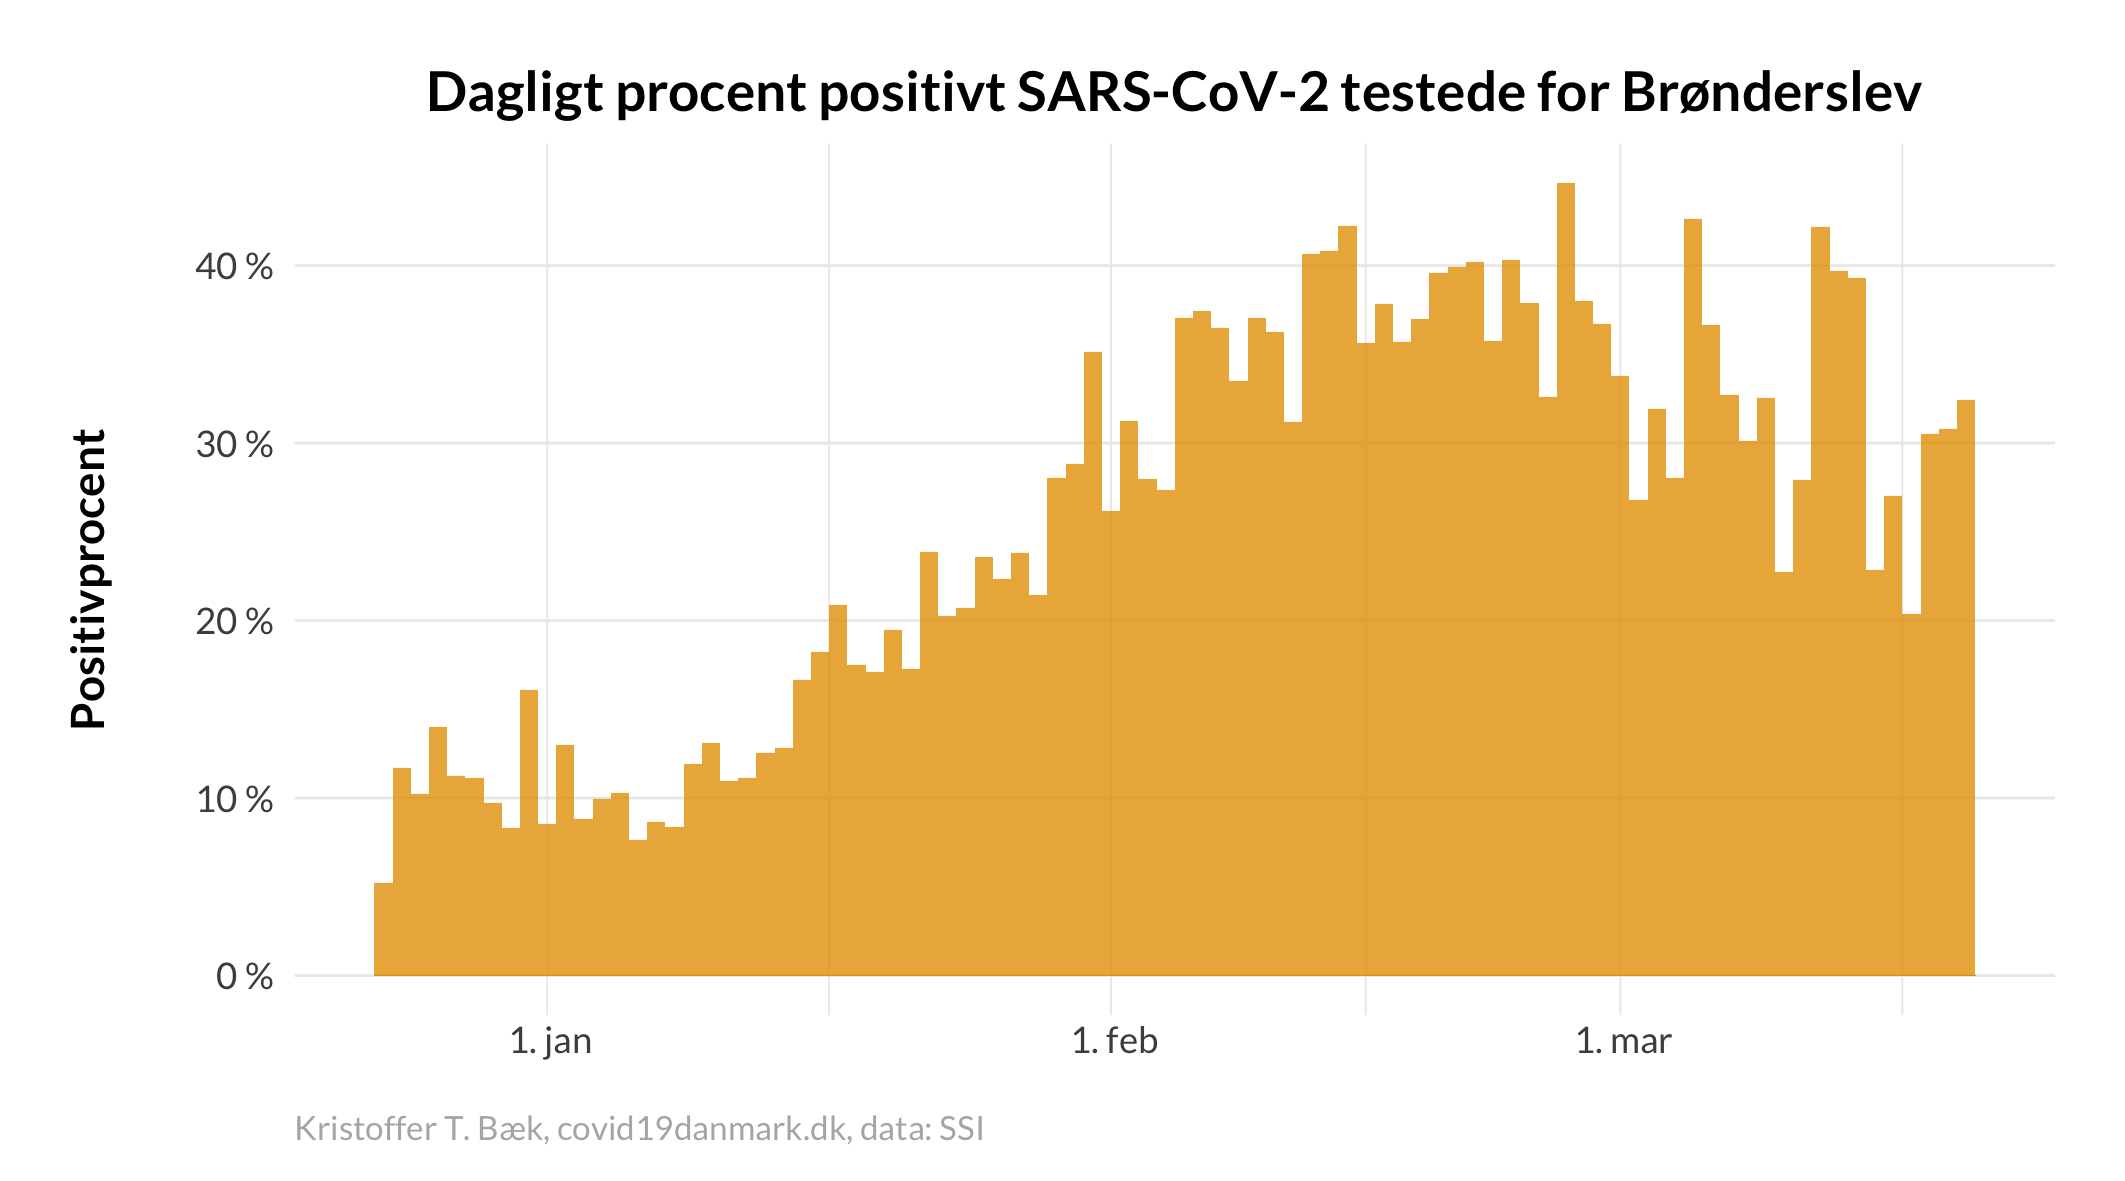 Dagligt procent positivt SARS-CoV-2 testede for Brønderslev
Positivprocent
40 %
30 %
20 %
10 %
0 %
1. jan
1. feb
1. mar
Kristoffer T. Bæk, covid19danmark.dk, data: SSI